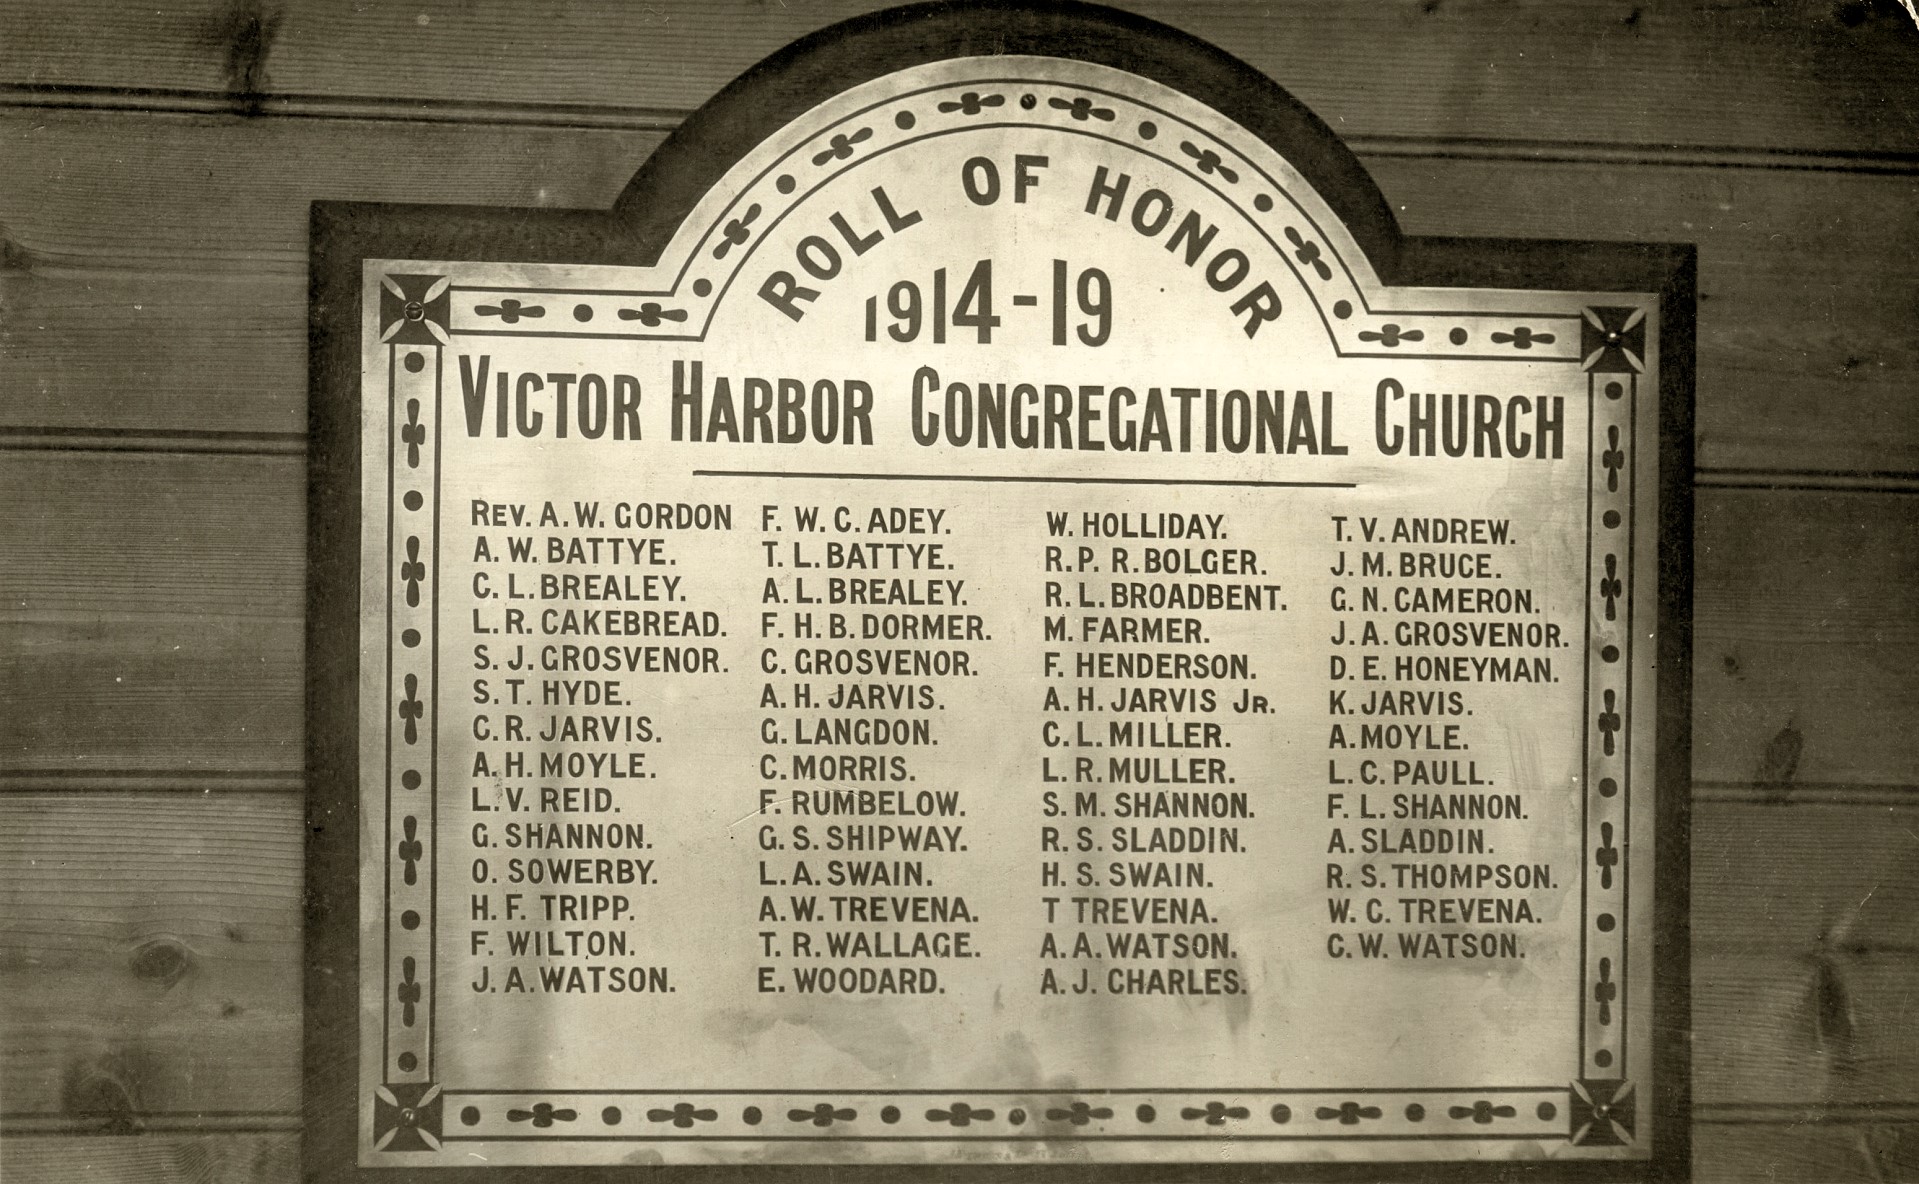 ROLL OF HONOR
1914-19
VICTOR HARBOR CONGREGATIONAL CHURCH
REV. A. W. GORDON F. W. C. ADEY. W. HOLLIDAY. T. V. ANDREW.
A. W. BATTYE. T. L. BATTYE. R. P. R. BOLGER. J. M. BRUCE.
C. L. BREALEY. A. L. BREALEY. R. L. BROADBENT. G. N. CAMERON.
L. R. CAKEBREAD. F. H. B. DORMER. M. FARMER. J. A. GROSVENOR.
S. J. GROSVENOR. C. GROSVENOR. F. HENDERSON. D. E. HONEYMAN.
S. T. HYDE. A. H. JARVIS. A. H. JARVIS JR. K. JARVIS.
C. R. JARVIS. G. LANGDON. C. L. MILLER. A. MOYLE.
A. H. MOYLE. C. MORRIS. L. R. MULLER. L. C. PAULL.
L. V. REID. F. RUMBELOW. S. M. SHANNON. F. L. SHANNON.
G. SHANNON. G. S. SHIPWAY. R. S. SLADDIN. A. SLADDIN.
O. SOWERBY. L. A. SWAIN. H. S. SWAIN. R. S. THOMPSON.
H. F. TRIPP. A. W. TREVENA. T TREVENA. W. C. TREVENA.
F. WILTON. T. R. WALLAGE. A. A. WATSON. C. W. WATSON.
J. A. WATSON. E. WOODARD. A. J. CHARLES.